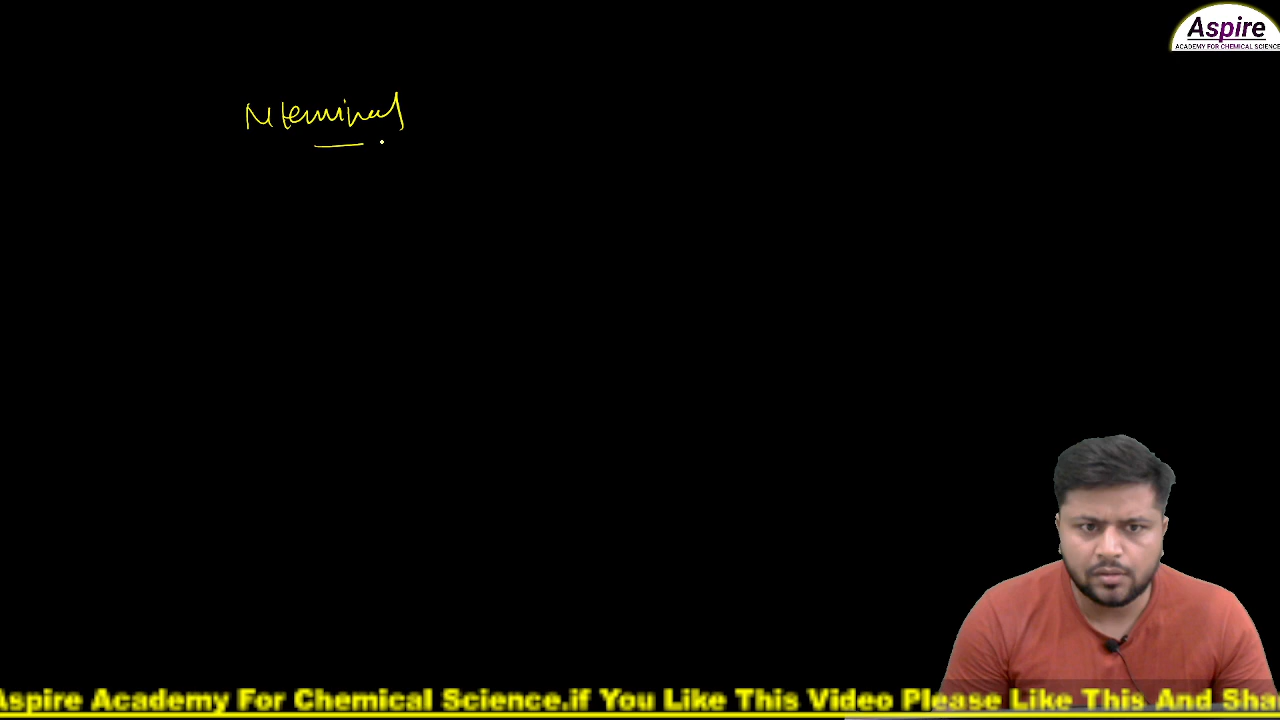 Aspire
ACADEMY FOR CHEMICAL SCIENCE
N terminal
Aspire Academy For Chemical Science.if You Like This Video Please Like This And Sha